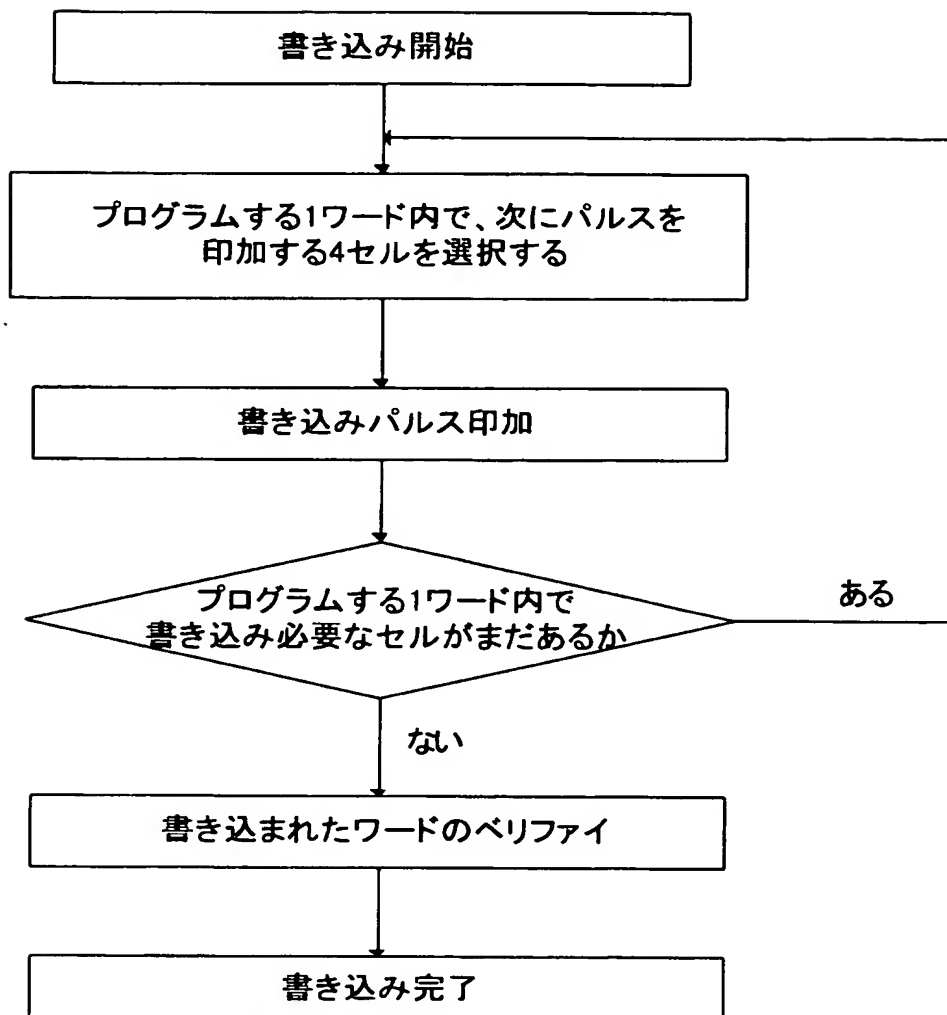 書き込み開始
プログラムする1ワード内で、次にパルスを
印加する4セルを選択する
書き込みパルス印加
プログラムする1ワード内で
書き込み必要なセルがまだあるか
ある
ない
書き込まれたワードのベリファイ
書き込み完了